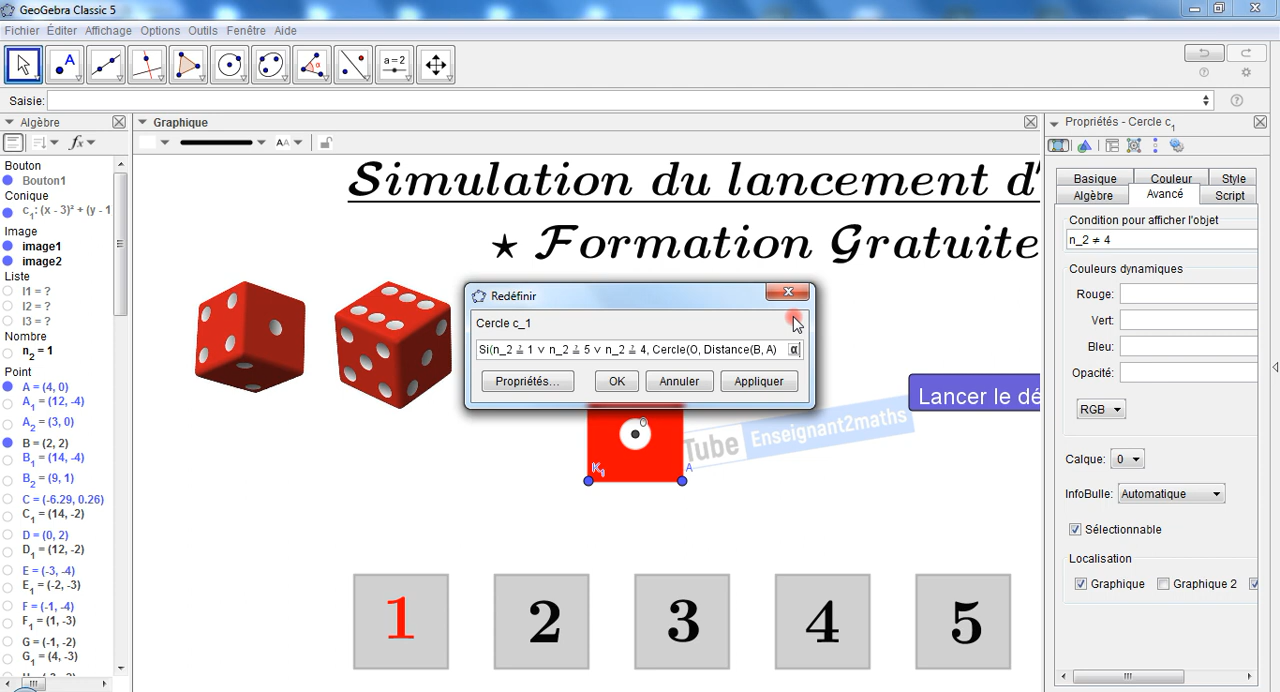 GeoGebra Classic 5
Fichier Éditer Affichage Options Outils Fenêtre Aide
A
a=2
Saisie:
Algèbre
Graphique
Propriétés - Cercle c₁
AA
Bouton
Bouton1
Conique
c₁: (x - 3)² + (y - 1
Image
image1
image2
Liste
l1 = ?
l2 = ?
l3 = ?
Nombre
n₂ = 1
Point
A = (4, 0)
A₁ = (12, -4)
A₂ = (3, 0)
B = (2, 2)
B₁ = (14, -4)
B₂ = (9, 1)
C = (-6.29, 0.26)
C₁ = (14, -2)
D = (0, 2)
D₁ = (12, -2)
E = (-3, -4)
E₁ = (-2, -3)
F = (-1, -4)
F₁ = (1, -3)
G = (-1, -2)
G₁ = (4, -3)
Simulation du lancement d'
★ Formation Gratuite
Redéfinir
Cercle c_1
Si(n_2 ≟ 1 ∨ n_2 ≟ 5 ∨ n_2 ≟ 4, Cercle(O, Distance(B, A)
α
Propriétés...
OK
Annuler
Appliquer
Lancer le dé
Tube Enseignant2maths
O
K₁
A
1 2 3 4 5
Basique
Couleur
Style
Algèbre
Avancé
Script
Condition pour afficher l'objet
n_2 ≠ 4
Couleurs dynamiques
Rouge:
Vert:
Bleu:
Opacité:
RGB
Calque: 0
InfoBulle: Automatique
Sélectionnable
Localisation
Graphique
Graphique 2